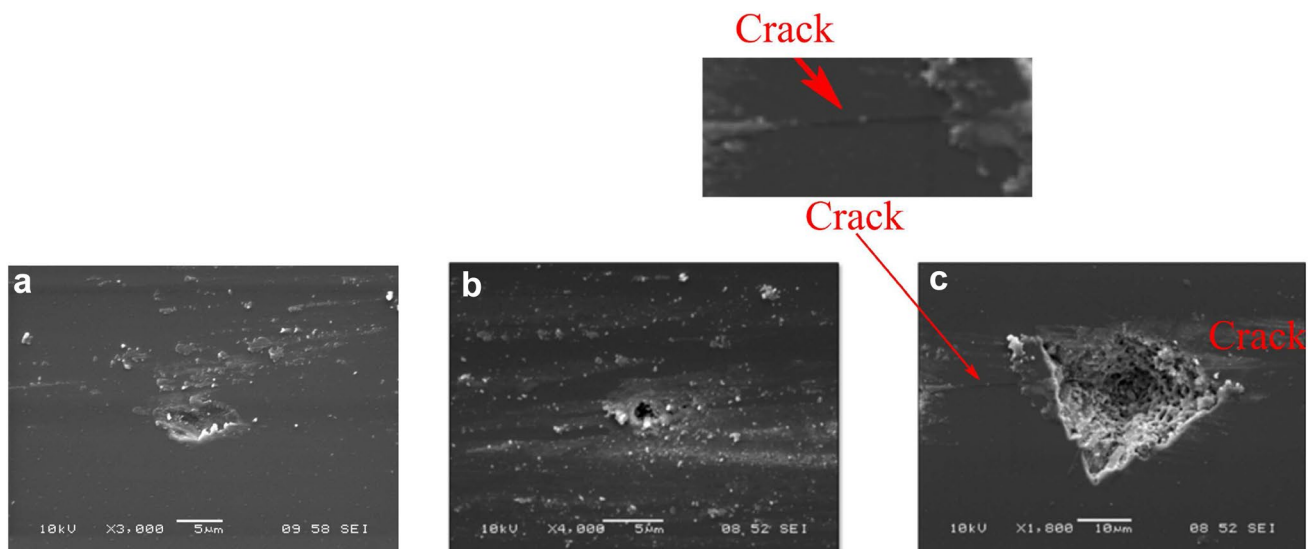 Crack
Crack
a
b
c
Crack
10kV X3,000 5µm 09 58 SEI
10kV X4,000 5µm 08 52 SEI
10kV X1,800 10µm 08 52 SEI